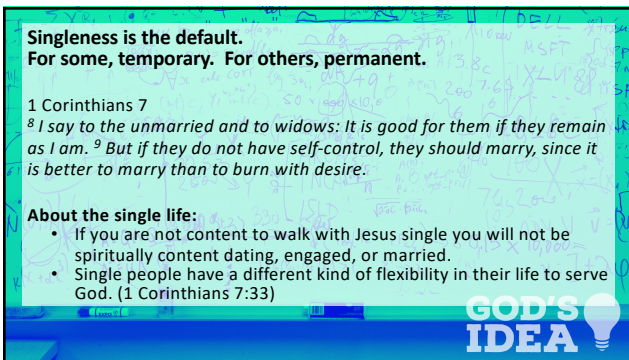 Singleness is the default.
For some, temporary.  For others, permanent.
1 Corinthians 7
8 I say to the unmarried and to widows: It is good for them if they remain
as I am. 9 But if they do not have self-control, they should marry, since it
is better to marry than to burn with desire.
About the single life:
• If you are not content to walk with Jesus single you will not be
spiritually content dating, engaged, or married.
• Single people have a different kind of flexibility in their life to serve
God. (1 Corinthians 7:33)
GOD'S
IDEA
DELL
MSFT